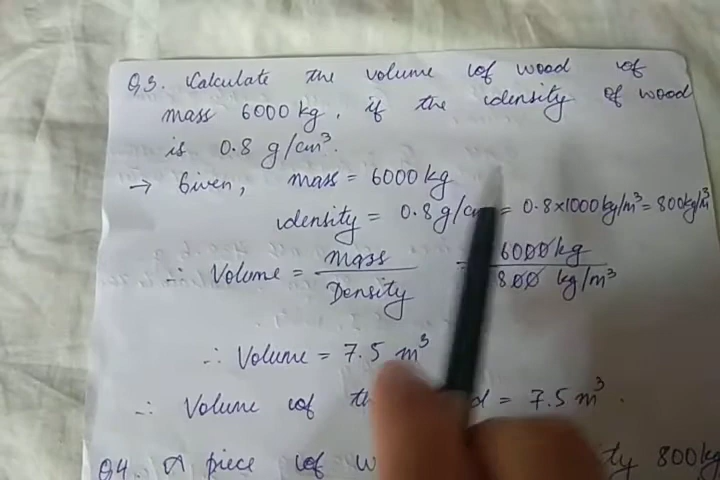 Q3. Calculate the volume of wood of
mass 6000 kg, if the density of wood
is 0.8 g/cm³.
→ Given, mass = 6000 kg
density = 0.8 g/cm = 0.8×1000 kg/m³ = 800 kg/m³
∴ Volume = Mass / Density = 6000 kg / 800 kg/m³
∴ Volume = 7.5 m³
∴ Volume of the = 7.5 m³.
Q4. A piece of 800 kg